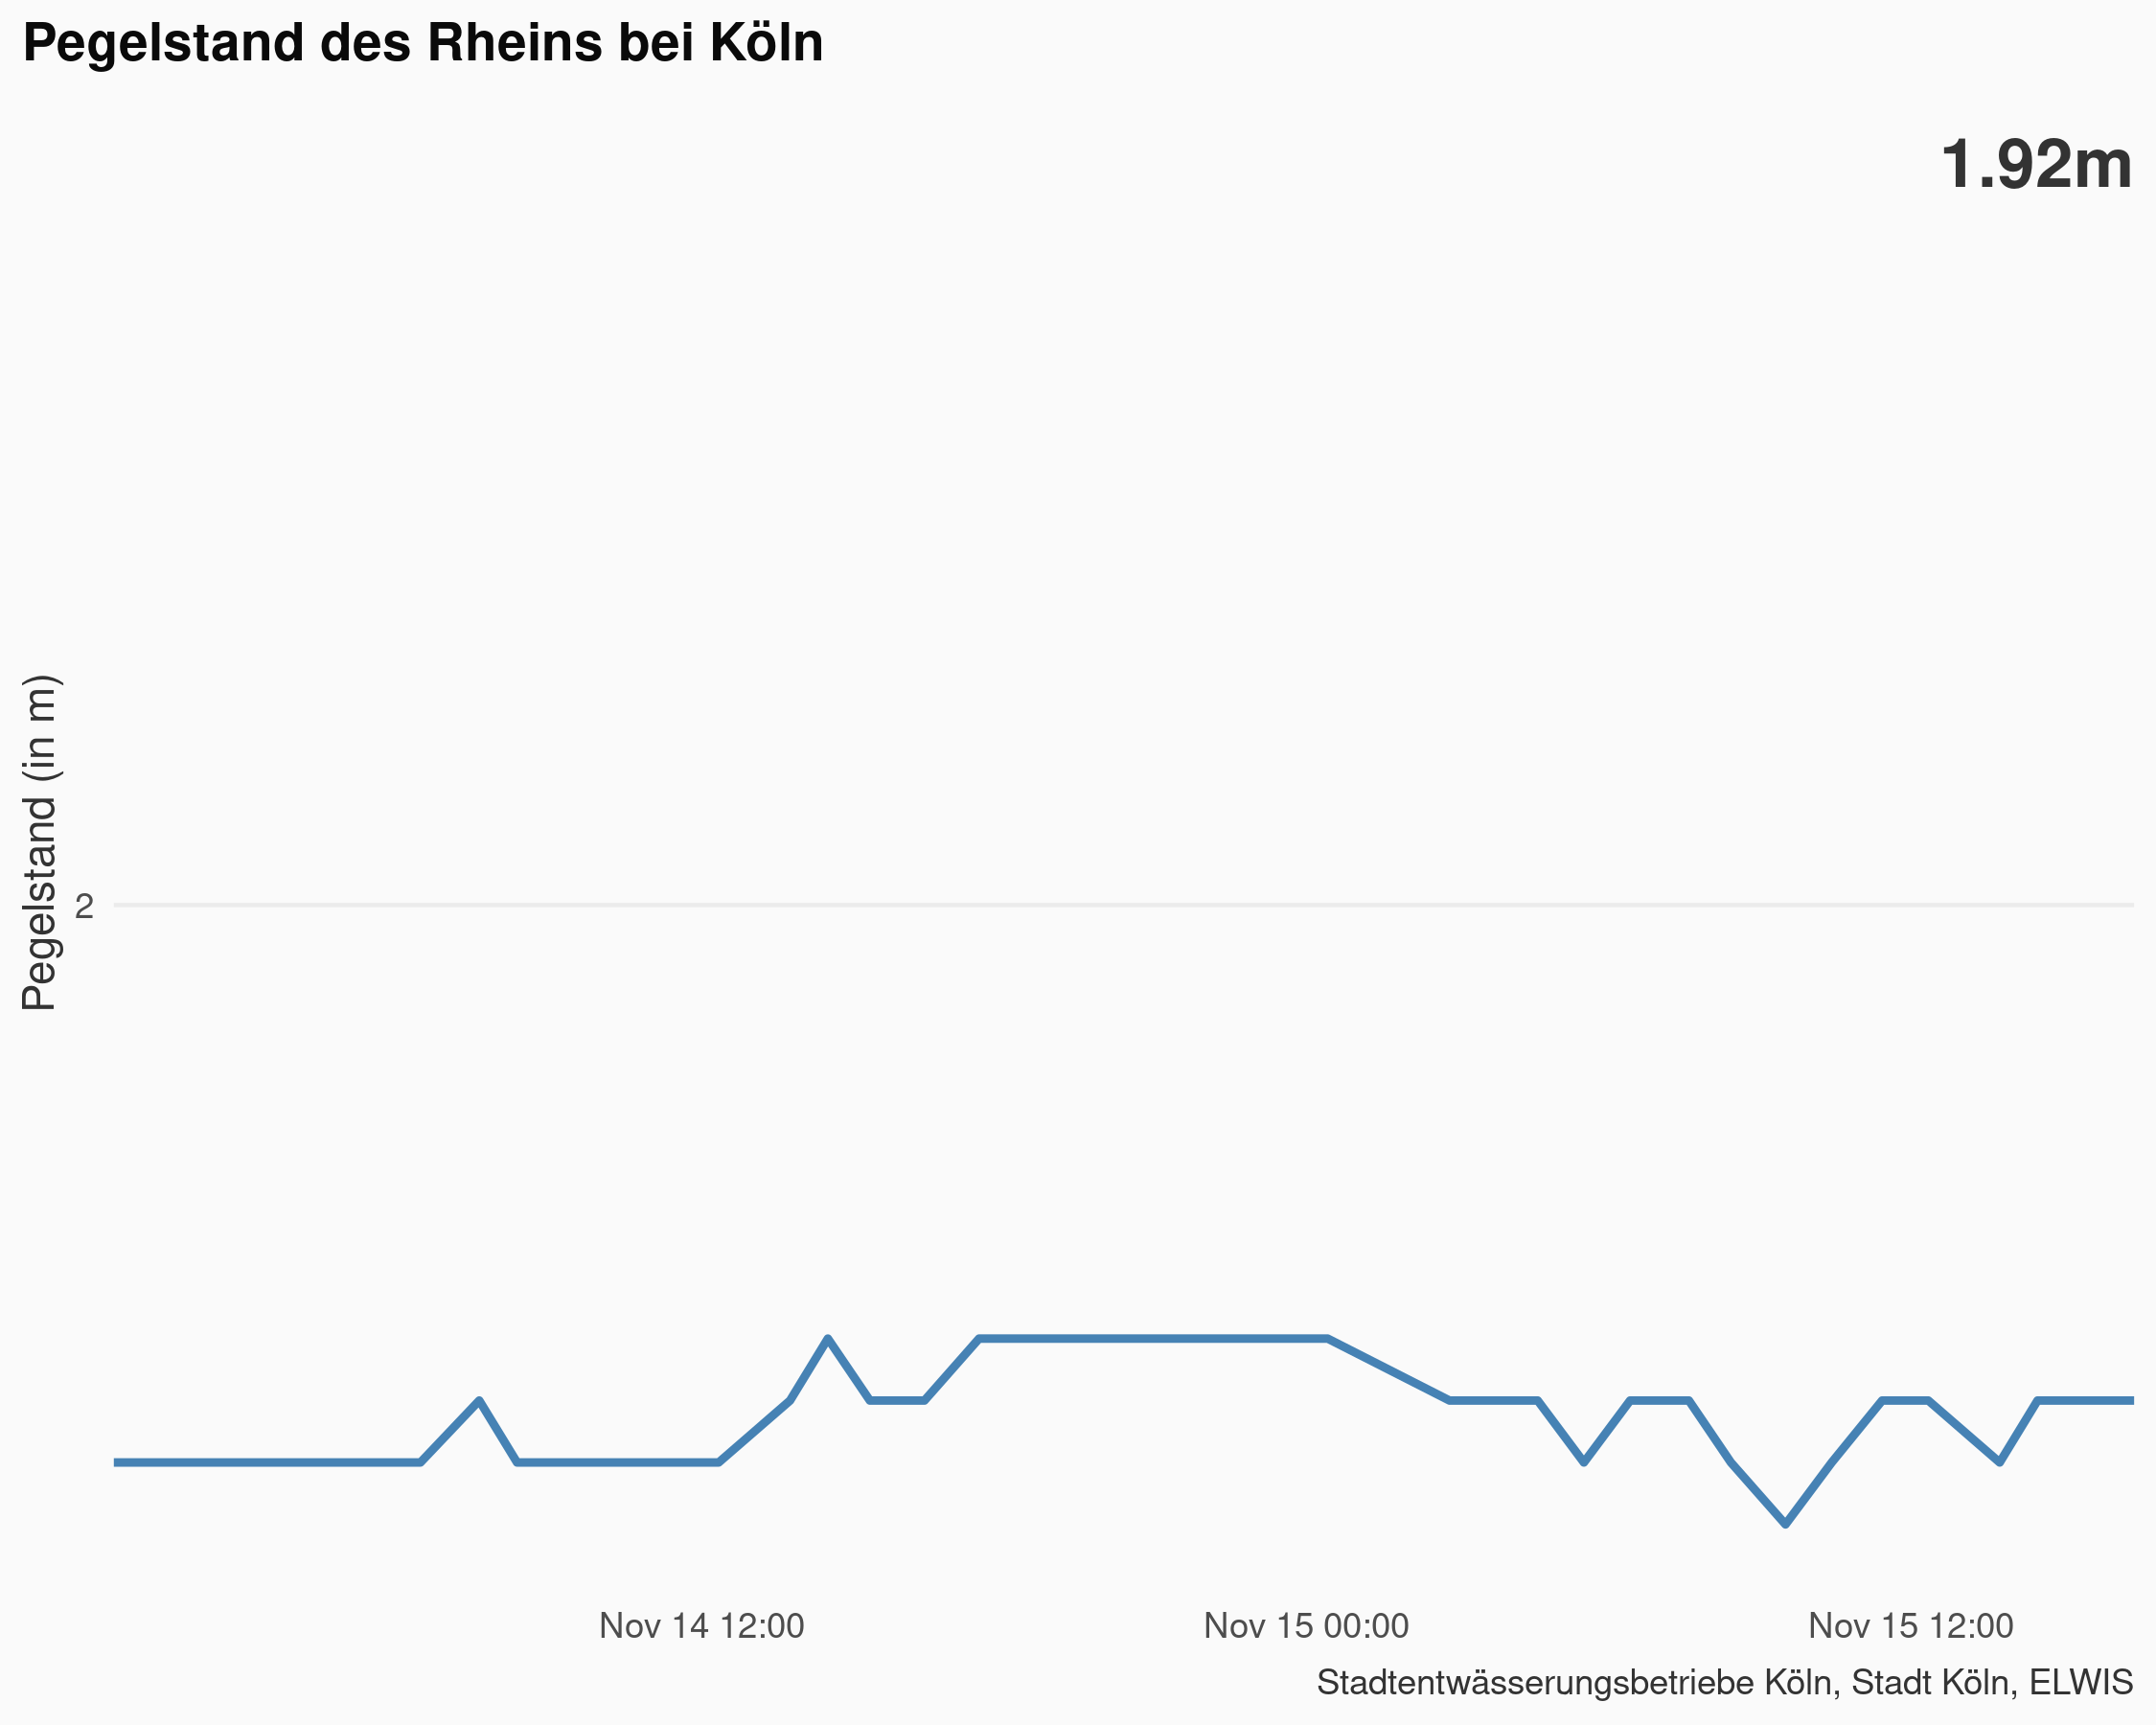 Pegelstand des Rheins bei Köln
1.92m
Pegelstand (in m)
2
Nov 14 12:00
Nov 15 00:00
Nov 15 12:00
Stadtentwässerungsbetriebe Köln, Stadt Köln, ELWIS